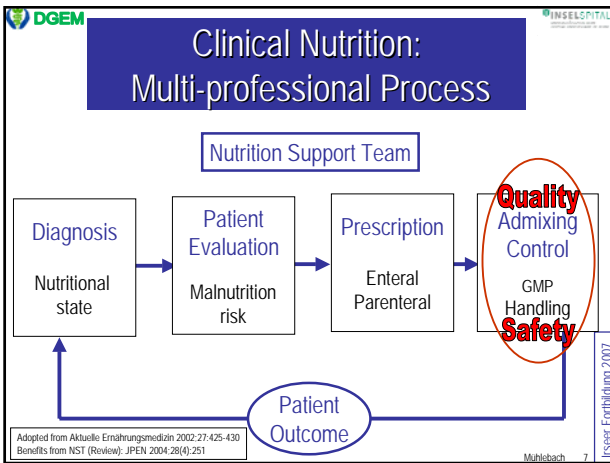 DGEM
INSELSPITAL
Clinical Nutrition:
Multi-professional Process
Nutrition Support Team
Diagnosis
Nutritional
state
Patient
Evaluation
Malnutrition
risk
Prescription
Enteral
Parenteral
Quality
Admixing
Control
GMP
Handling
Safety
Patient
Outcome
Adopted from Aktuelle Ernährungsmedizin 2002:27:425-430
Benefits from NST (Review): JPEN 2004:28(4):251
Mühlebach 7
Irseer Fortbildung 2007